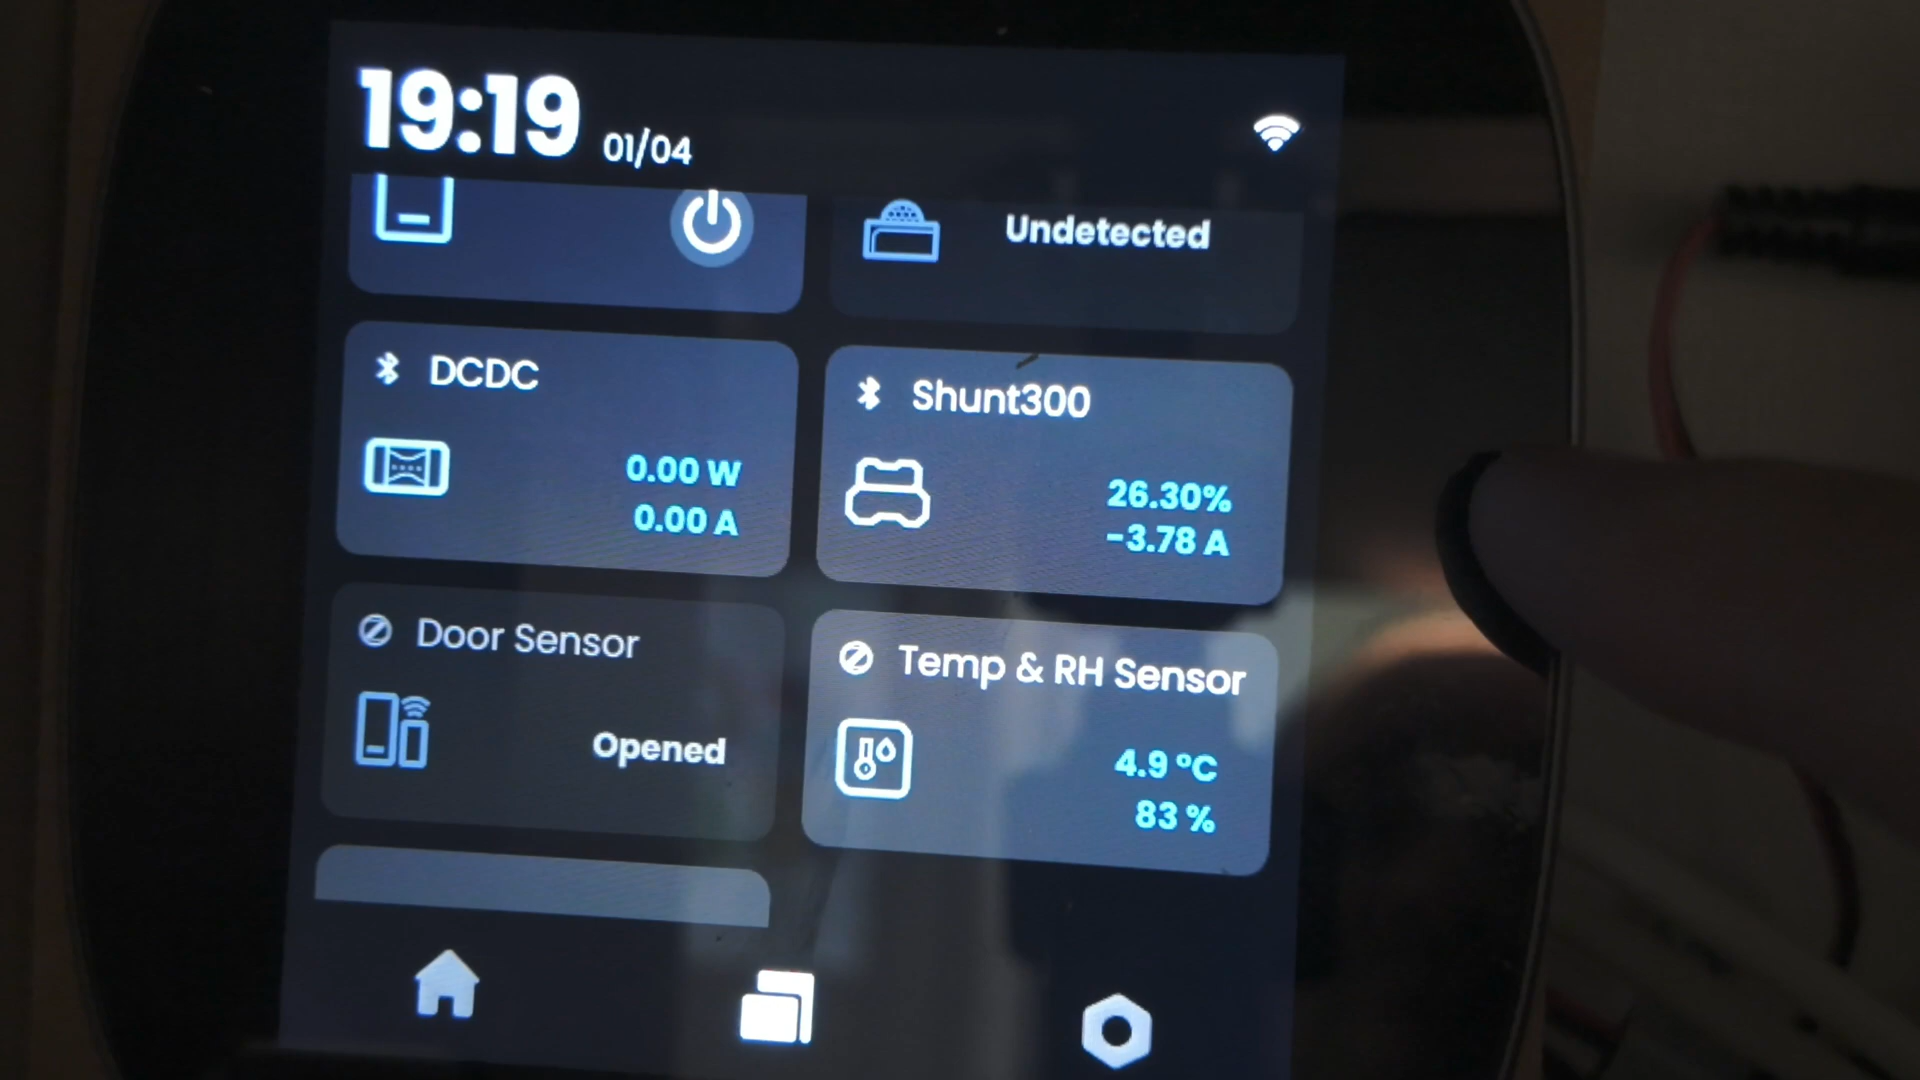 19:19 01/04
Undetected
DCDC
0.00 W
0.00 A
Shunt300
26.30%
-3.78 A
Door Sensor
Opened
Temp & RH Sensor
4.9 °C
83 %